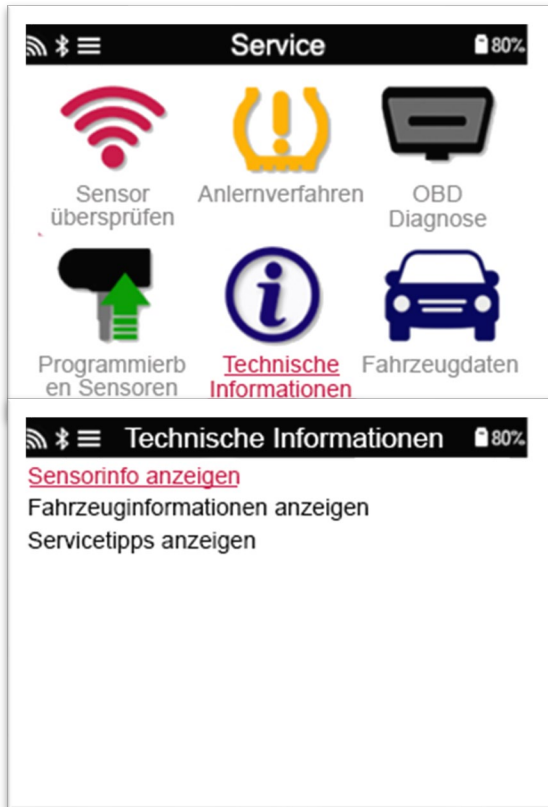 Service
80%
Sensor
übersprüfen
Anlernverfahren
OBD
Diagnose
Programmierb
en Sensoren
Technische
Informationen
Fahrzeugdaten
Technische Informationen
80%
Sensorinfo anzeigen
Fahrzeuginformationen anzeigen
Servicetipps anzeigen